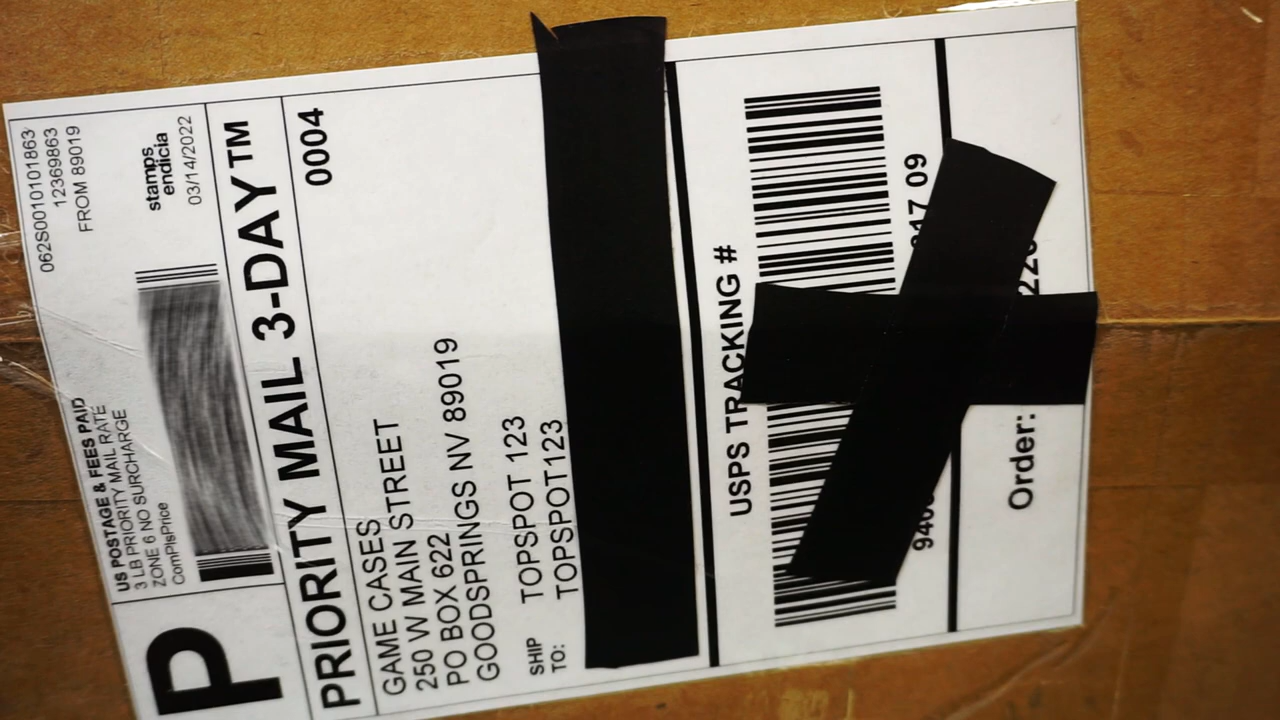 P
US POSTAGE & FEES PAID
3 LB PRIORITY MAIL RATE
ZONE 6 NO SURCHARGE
ComPlsPrice
062S0010101863
12369863
FROM 89019
stamps
endicia
03/14/2022
PRIORITY MAIL 3-DAY™
GAME CASES
250 W MAIN STREET
PO BOX 622
GOODSPRINGS NV 89019
0004
SHIP
TO:
TOPSPOT 123
TOPSPOT123
USPS TRACKING #
09
Order: